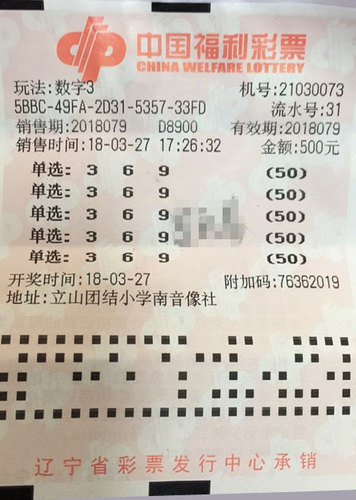 中国福利彩票
CHINA WELFARE LOTTERY
玩法:数字3 机号:21030073
5BBC-49FA-2D31-5357-33FD 流水号:31
销售期:2018079 D8900 有效期:2018079
销售时间:18-03-27 17:26:32 金额:500元
单选: 3 6 9 (50)
单选: 3 6 9 (50)
单选: 3 6 9 (50)
单选: 3 6 9 (50)
单选: 3 6 9 (50)
开奖时间:18-03-27 附加码:76362019
地址:立山团结小学南音像社
辽宁省彩票发行中心承销